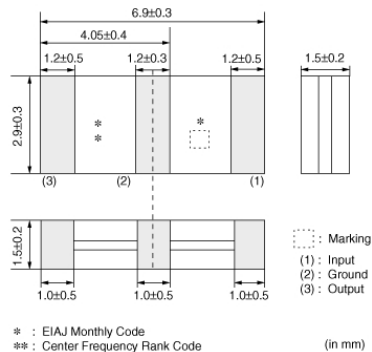 6.9±0.3
4.05±0.4
1.2±0.5 1.2±0.3 1.2±0.5 1.5±0.2
2.9±0.3
*
*
*
(3) (2) (1)
1.5±0.2
: Marking
(1) : Input
(2) : Ground
(3) : Output
1.0±0.5 1.0±0.5 1.0±0.5
* : EIAJ Monthly Code
** : Center Frequency Rank Code (in mm)